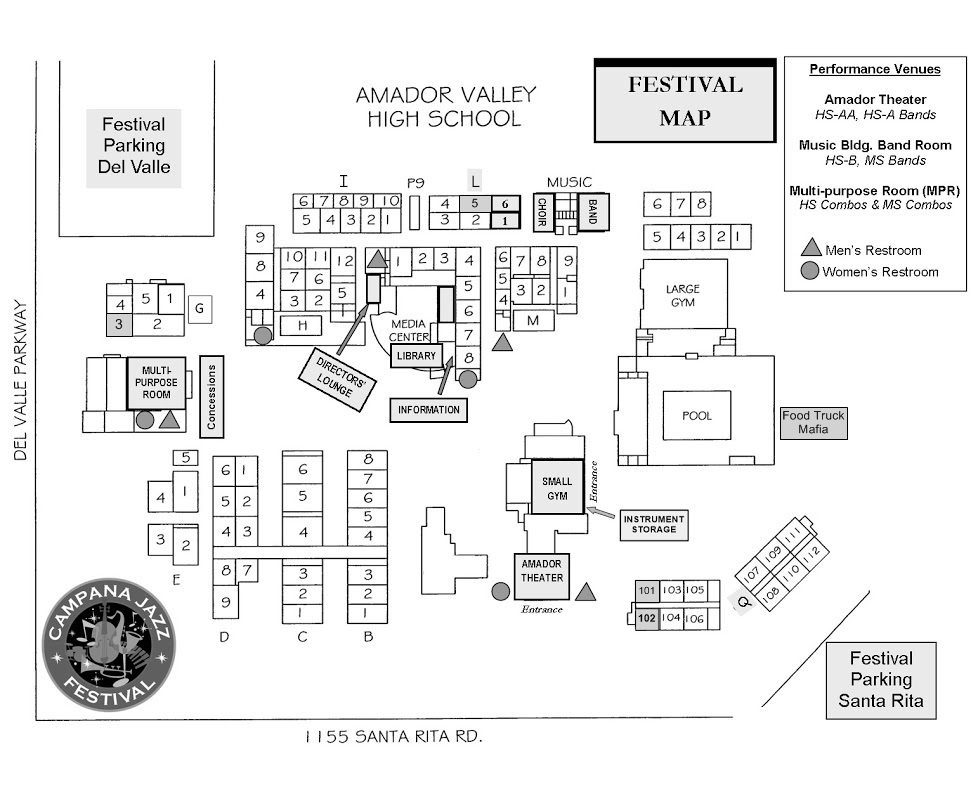 AMADOR VALLEY
HIGH SCHOOL
FESTIVAL
MAP
Performance Venues
Amador Theater
HS-AA, HS-A Bands
Music Bldg. Band Room
HS-B, MS Bands
Multi-purpose Room (MPR)
HS Combos & MS Combos
Men's Restroom
Women's Restroom
Festival
Parking
Del Valle
DEL VALLE PARKWAY
I
6 7 8 9 10
5 4 3 2 1
P9
L
4 5 6
3 2 1
MUSIC
CHOIR
BAND
6 7 8
5 4 3 2 1
LARGE
GYM
POOL
Food Truck
Mafia
9
8
4
10 11 12
7 6
5
3 2 1
H
1 2 3 4
5
6
7
8
MEDIA
CENTER
LIBRARY
DIRECTORS'
LOUNGE
INFORMATION
6 7 8 9
5
4 3 2 1
M
4 5 1
3 2
G
MULTI-
PURPOSE
ROOM
Concessions
5
4 1
3 2
E
6 1
5 2
4 3
8 7
9
D
6
5
4
3
2
1
C
8
7
6
5
4
3
2
1
B
SMALL
GYM
Entrance
INSTRUMENT
STORAGE
AMADOR
THEATER
Entrance
101 103 105
102 104 106
Q
107 109 111
108 110 112
CAMPANA JAZZ
FESTIVAL
Festival
Parking
Santa Rita
1155 SANTA RITA RD.